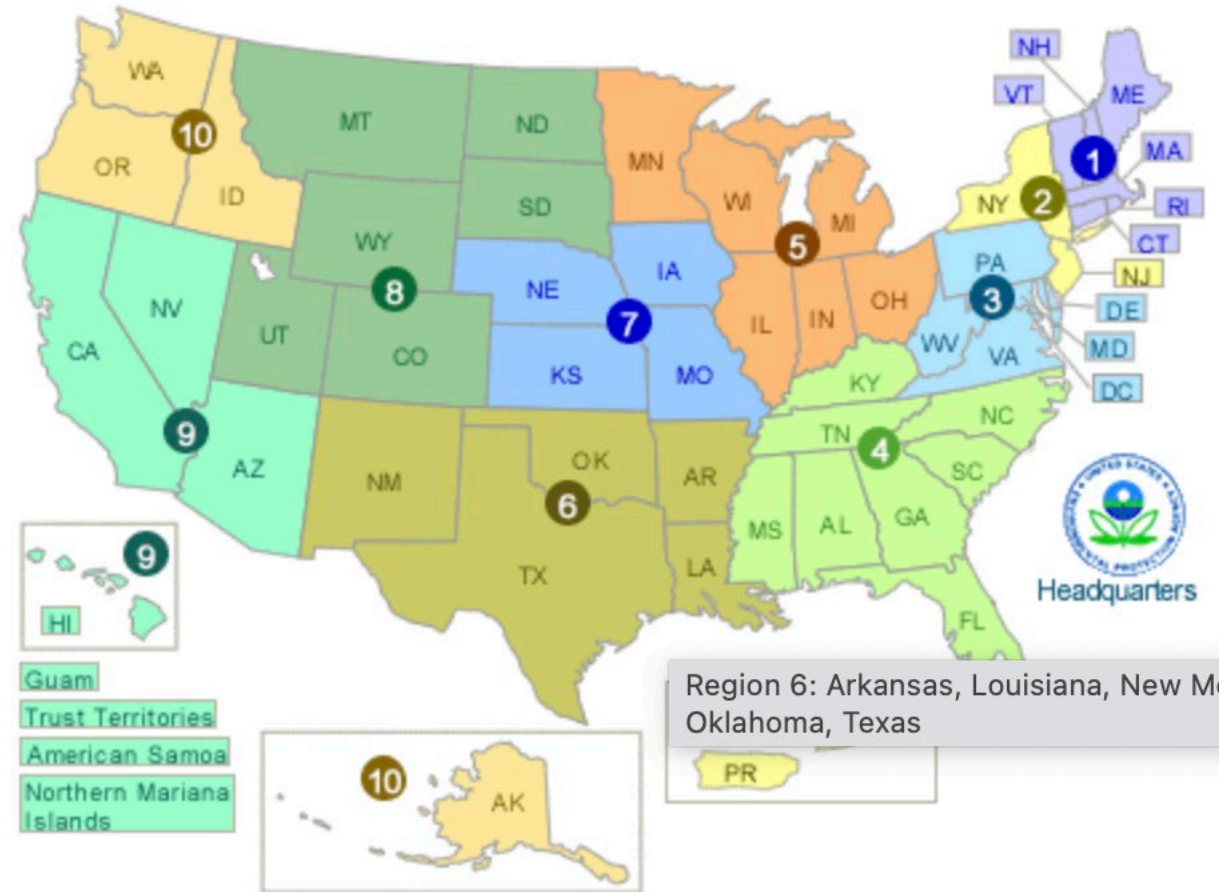 NH
WA
VT
ME
10
MT
ND
MN
OR
ID
1
MA
SD
WI
MI
NY
2
RI
WY
5
CT
IA
PA
NJ
NE
8
NV
3
DE
7
OH
UT
CO
IL
IN
WV
MD
CA
VA
KS
MO
KY
DC
NC
9
TN
4
AZ
OK
SC
NM
AR
6
GA
MS
AL
UNITED STATES
PROTECTION
9
TX
LA
Headquarters
HI
FL
Guam
Region 6: Arkansas, Louisiana, New
Oklahoma, Texas
Trust Territories
American Samoa
PR
10
Northern Mariana
Islands
AK